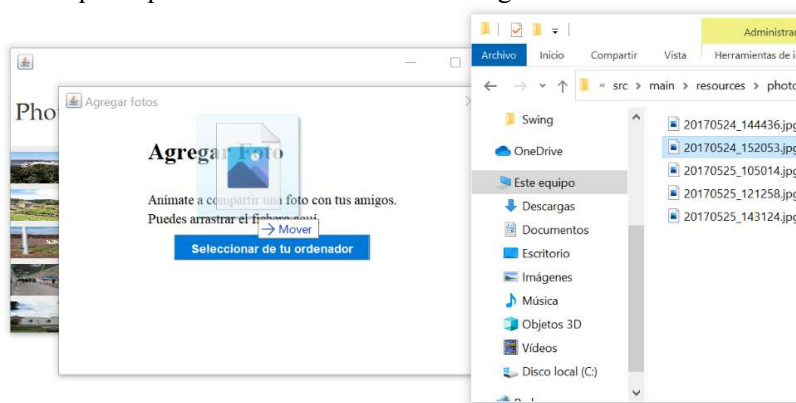 Administrar
Archivo Inicio Compartir Vista Herramientas de i
« src > main > resources > photo
Agregar fotos
Pho
Agregar Foto
Anímate a compartir una foto con tus amigos.
Puedes arrastrar el fichero aquí
Mover
Seleccionar de tu ordenador
Swing
OneDrive
Este equipo
Descargas
Documentos
Escritorio
Imágenes
Música
Objetos 3D
Vídeos
Disco local (C:)
20170524_144436.jpg
20170524_152053.jpg
20170525_105014.jpg
20170525_121258.jpg
20170525_143124.jpg